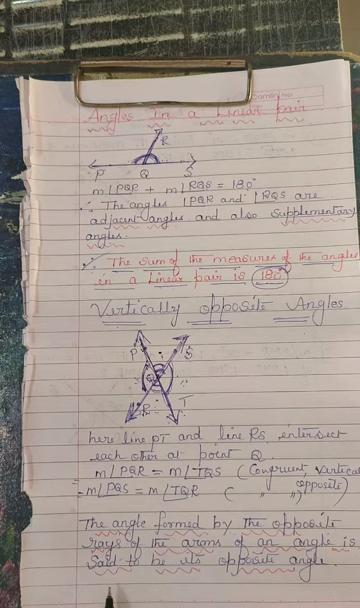 Angles In a Linear pair
R
P Q S
m∠PQR + m∠RQS = 180°
∴ The angles ∠PQR and ∠RQS are
adjacent angles and also supplementary
angles.
The sum of the measures of the angles
in a Linear pair is 180°
Vertically opposite Angles
P S
Q
R T
here line PT and line RS, intersect
each other at point Q.
m∠PQR = m∠TQS (Congruent, vertical
= m∠PQS = m∠TQR ( " " opposite)
The angle formed by the opposite
rays of the arms of an angle is
said to be its opposite angle.